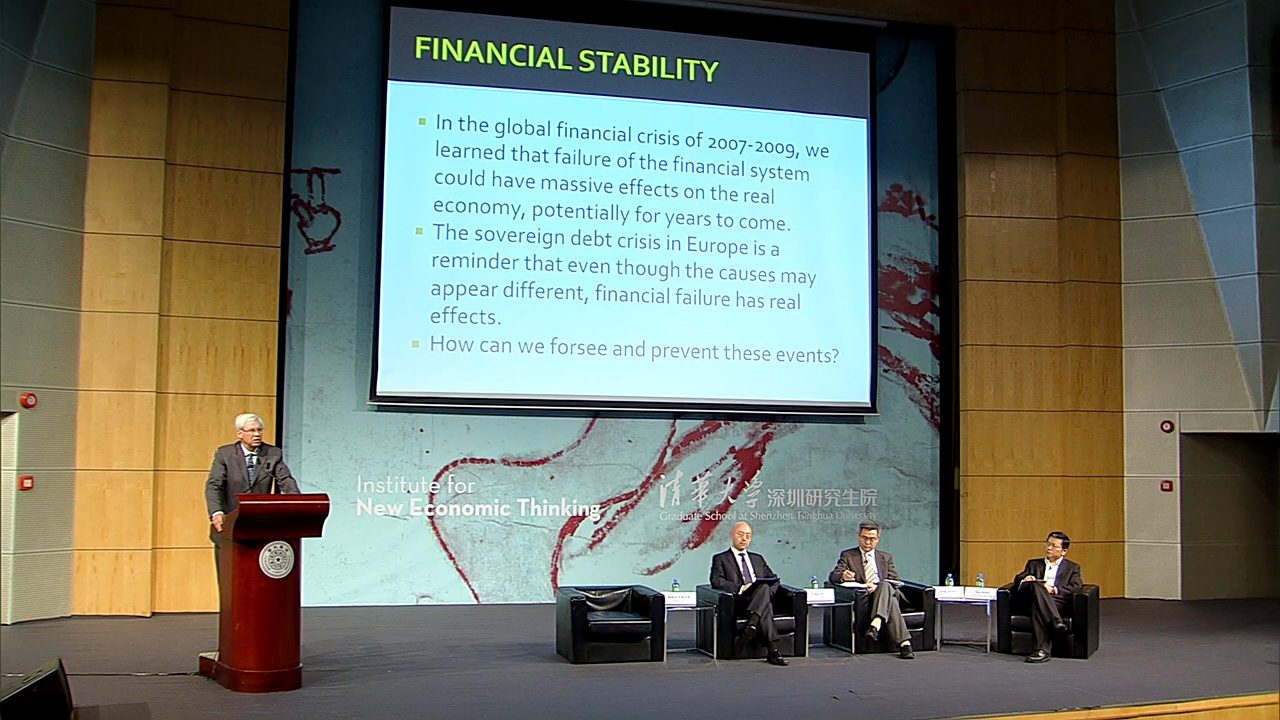 FINANCIAL STABILITY
In the global financial crisis of 2007-2009, we
learned that failure of the financial system
could have massive effects on the real
economy, potentially for years to come.
The sovereign debt crisis in Europe is a
reminder that even though the causes may
appear different, financial failure has real
effects.
How can we forsee and prevent these events?
Institute for
New Economic Thinking
清华大学 深圳研究生院
Graduate School at Shenzhen Tsinghua University